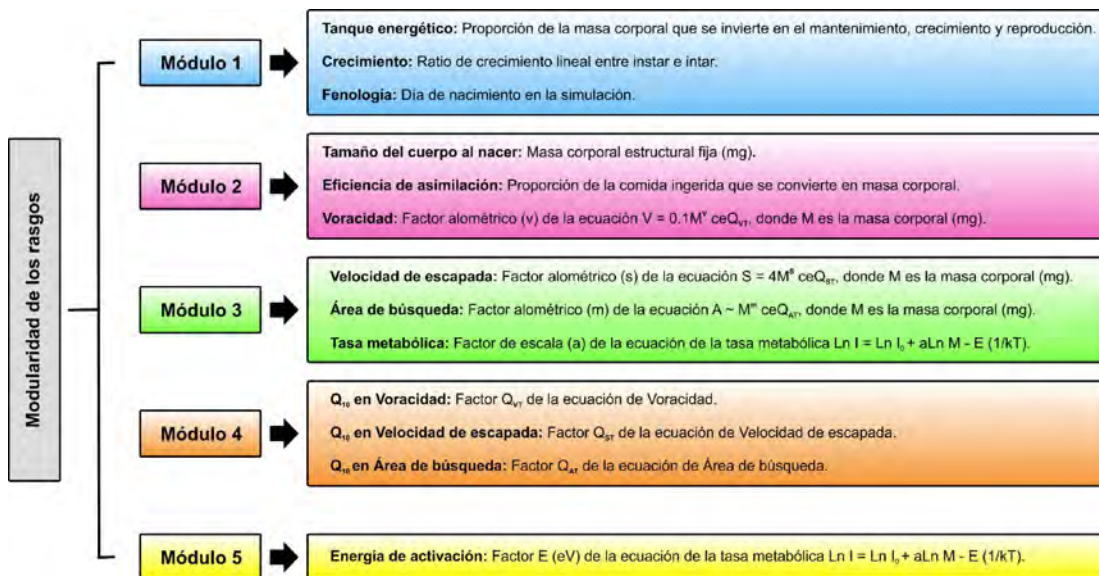 Modularidad de los rasgos
Módulo 1
Tanque energético: Proporción de la masa corporal que se invierte en el mantenimiento, crecimiento y reproducción.
Crecimiento: Ratio de crecimiento lineal entre instar e intar.
Fenología: Día de nacimiento en la simulación.
Módulo 2
Tamaño del cuerpo al nacer: Masa corporal estructural fija (mg).
Eficiencia de asimilación: Proporción de la comida ingerida que se convierte en masa corporal.
Voracidad: Factor alométrico (v) de la ecuación V = 0.1Mᵛ ceQVT, donde M es la masa corporal (mg).
Módulo 3
Velocidad de escapada: Factor alométrico (s) de la ecuación S = 4Mˢ ceQST, donde M es la masa corporal (mg).
Área de búsqueda: Factor alométrico (m) de la ecuación A ~ Mᵐ ceQAT, donde M es la masa corporal (mg).
Tasa metabólica: Factor de escala (a) de la ecuación de la tasa metabólica Ln I = Ln I₀ + aLn M - E (1/kT).
Módulo 4
Q₁₀ en Voracidad: Factor QVT de la ecuación de Voracidad.
Q₁₀ en Velocidad de escapada: Factor QST de la ecuación de Velocidad de escapada.
Q₁₀ en Área de búsqueda: Factor QAT de la ecuación de Área de búsqueda.
Módulo 5
Energía de activación: Factor E (eV) de la ecuación de la tasa metabólica Ln I = Ln I₀ + aLn M - E (1/kT).